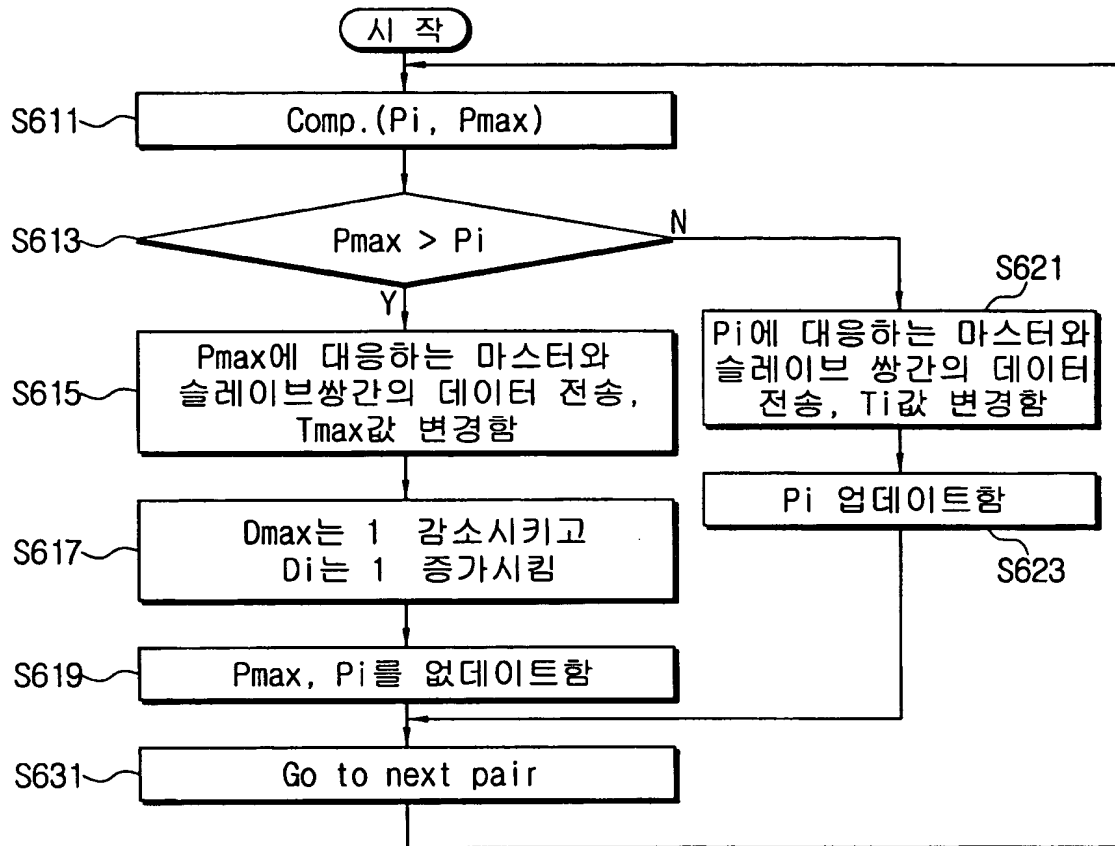 시 작
S611
Comp.(Pi, Pmax)
S613
Pmax > Pi
N
Y
S615
Pmax에 대응하는 마스터와
슬레이브쌍간의 데이터 전송,
Tmax값 변경함
S621
Pi에 대응하는 마스터와
슬레이브 쌍간의 데이터
전송, Ti값 변경함
S617
Dmax는 1 감소시키고
Di는 1 증가시킴
Pi 업데이트함
S623
S619
Pmax, Pi를 없데이트함
S631
Go to next pair